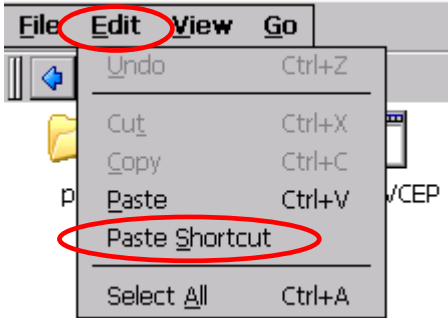 File Edit View Go
Undo Ctrl+Z
Cut Ctrl+X
Copy Ctrl+C
Paste Ctrl+V
Paste Shortcut
Select All Ctrl+A